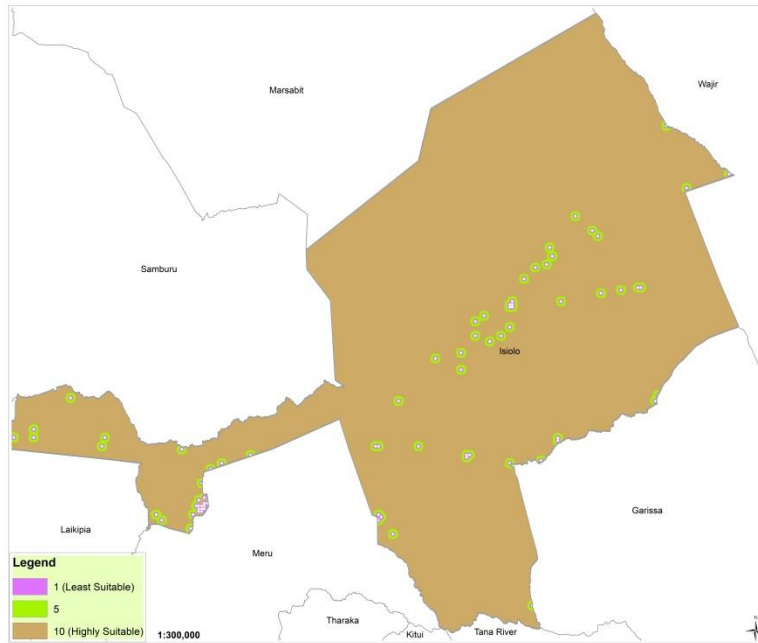 Marsabit
Wajir
Samburu
Isiolo
Garissa
Laikipia
Meru
Tharaka
Kitui
Tana River
Legend
1 (Least Suitable)
5
10 (Highly Suitable)
1:300,000